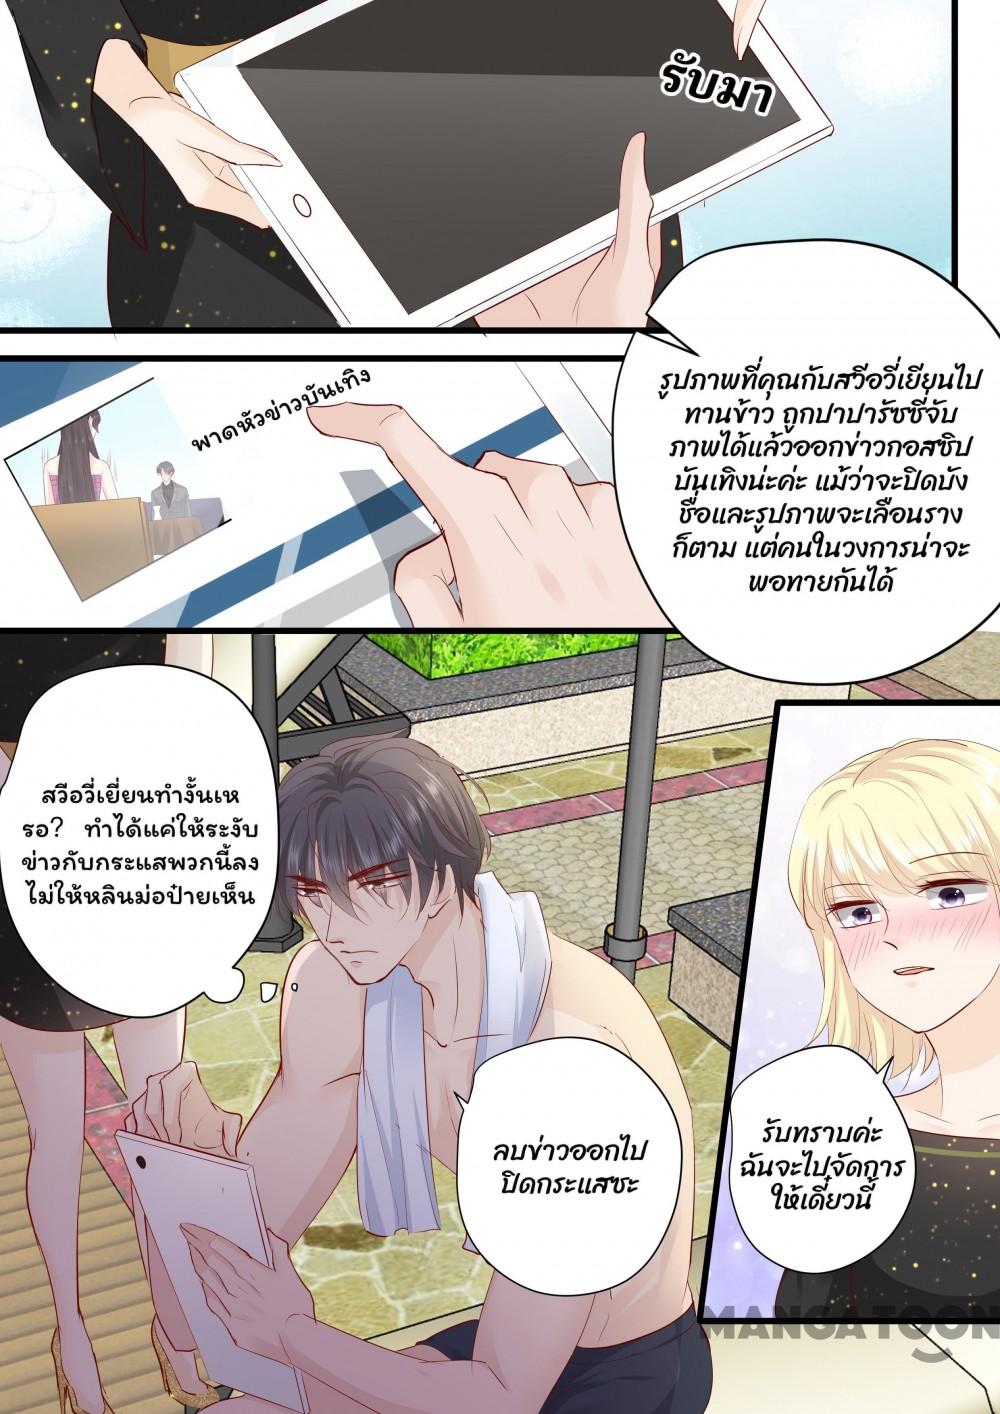 รับมา
รูปภาพที่คุณกับสวีอวี่เยียนไป
ทานข้าว ถูกปาปารัซซี่จับ
ภาพได้แล้วออกข่าวกอสซิป
บันเทิงน่ะค่ะ แม้ว่าจะปิดบัง
ชื่อและรูปภาพจะเลือนราง
ก็ตาม แต่คนในวงการน่าจะ
พอทายกันได้
พาดหัวข่าวบันเทิง
สวีอวี่เยี่ยนทำงั้นเห
รอ? ทำได้แค่ให้ระงับ
ข่าวกับกระแสพวกนี้ลง
ไม่ให้หลินม่อป๋ายเห็น
ลบข่าวออกไป
ปิดกระแสซะ
รับทราบค่ะ
ฉันจะไปจัดการ
ให้เดี๋ยวนี้
MANGATOON